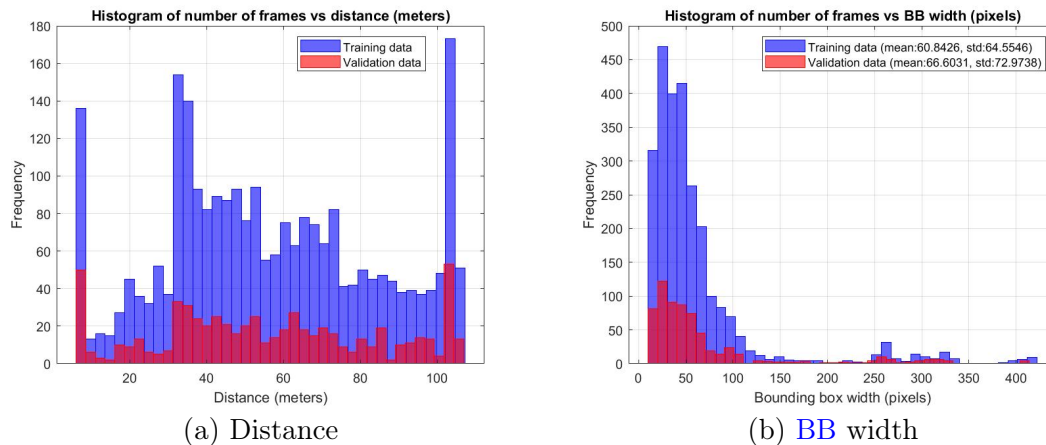 Histogram of number of frames vs distance (meters)
180
160
140
120
100
80
60
40
20
0
Frequency
Training data
Validation data
20
40
60
80
100
Distance (meters)
(a) Distance
Histogram of number of frames vs BB width (pixels)
500
450
400
350
300
250
200
150
100
50
0
Frequency
Training data (mean:60.8426, std:64.5546)
Validation data (mean:66.6031, std:72.9738)
0
50
100
150
200
250
300
350
400
Bounding box width (pixels)
(b) BB width